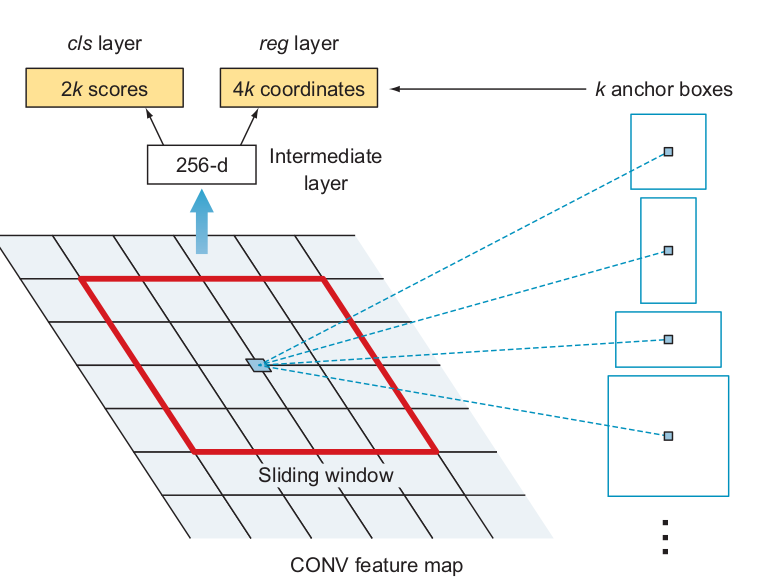 cls layer
reg layer
2k scores
4k coordinates
k anchor boxes
256-d
Intermediate
layer
Sliding window
CONV feature map